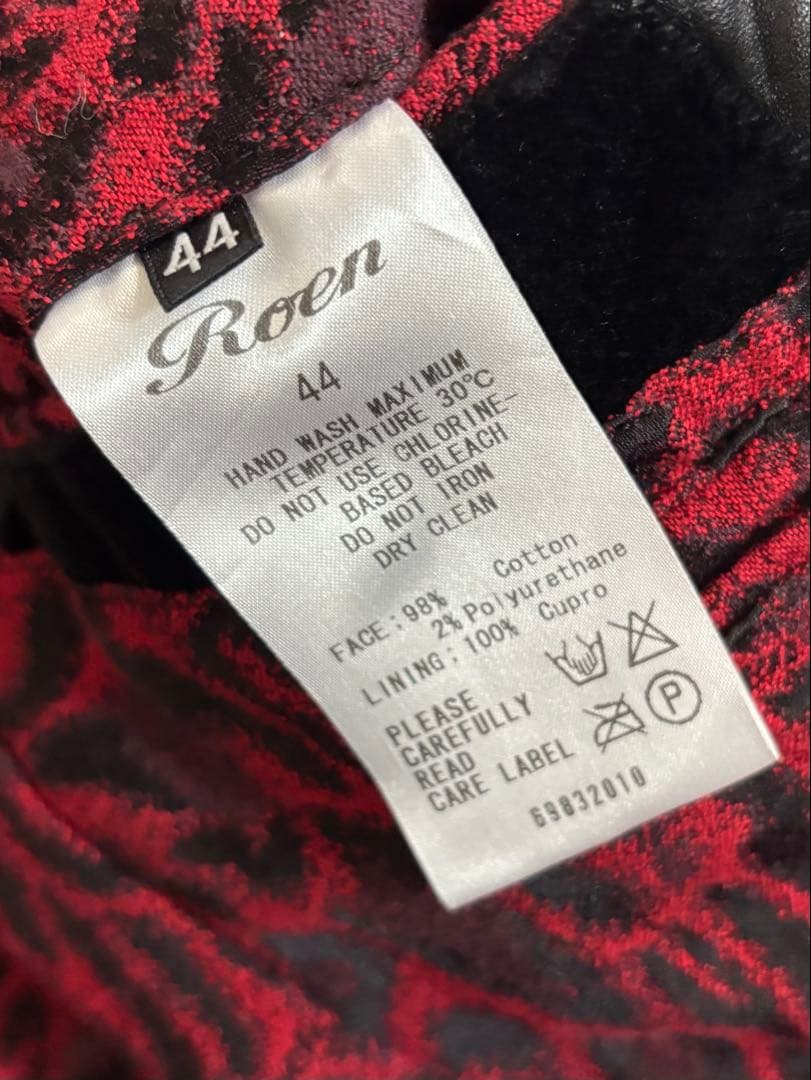 44
Roen
44
HAND WASH MAXIMUM
TEMPERATURE 30℃
DO NOT USE CHLORINE-
BASED BLEACH
DO NOT IRON
DRY CLEAN
FACE;98% Cotton
2% Polyurethane
LINING;100% Cupro
PLEASE
CAREFULLY
READ
CARE LABEL
P
69832010